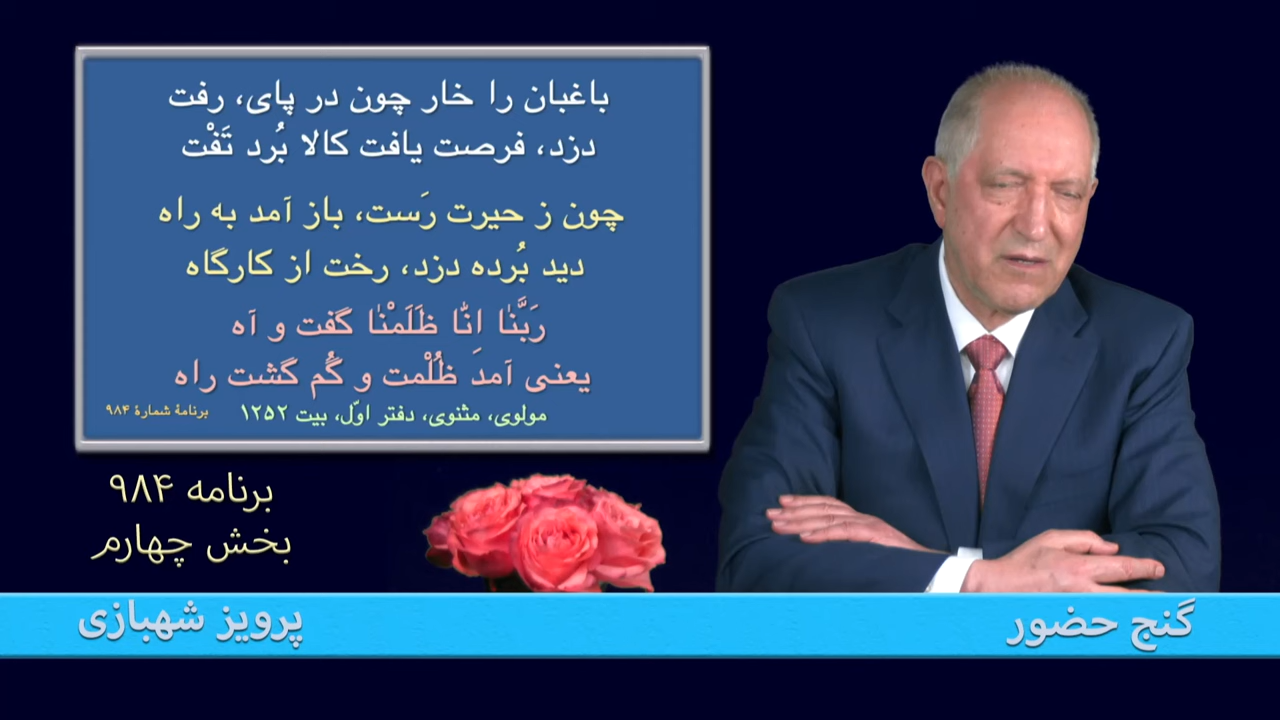 باغبان را خار چون در پای، رفت
دزد، فرصت یافت کالا بُرد تَفْت
چون ز حیرت رَست، باز آمد به راه
دید بُرده دزد، رخت از کارگاه
رَبَّنٰا اِنّٰا ظَلَمْنٰا گفت و آه
یعنی آمد ظُلْمت و گُم گشت راه
مولوی، مثنوی، دفتر اوّل، بیت ۱۲۵۲
برنامهٔ شمارهٔ ۹۸۴
برنامه ۹۸۴
بخش چهارم
گنج حضور
پرویز شهبازی